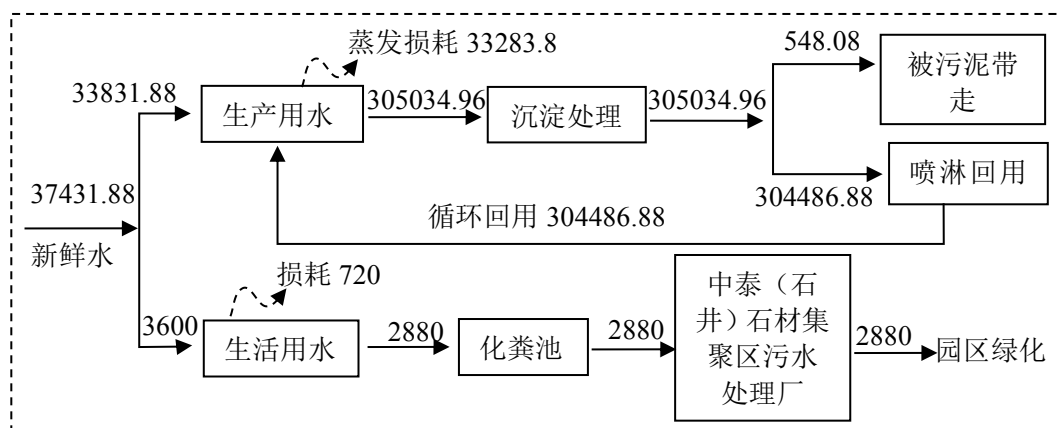 蒸发损耗 33283.8
548.08
被污泥带
走
33831.88
生产用水
305034.96
沉淀处理
305034.96
喷淋回用
304486.88
37431.88
新鲜水
循环回用 304486.88
损耗 720
3600
生活用水
2880
化粪池
2880
中泰（石
井）石材集
聚区污水
处理厂
2880
园区绿化